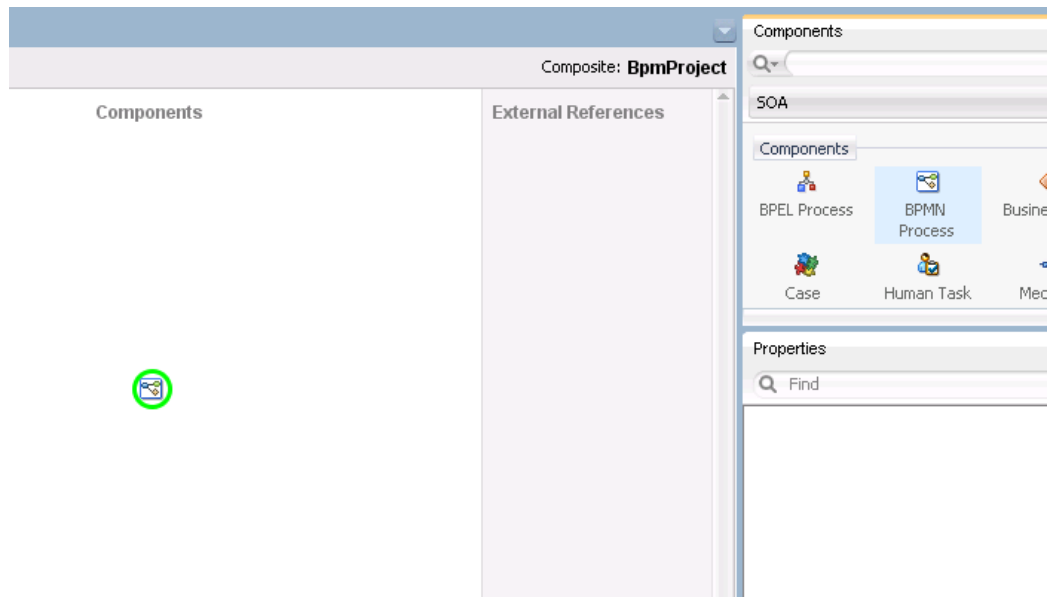 Components
Composite: BpmProject
SOA
Components External References
Components
BPEL Process BPMN Process
Case Human Task
Properties
Find